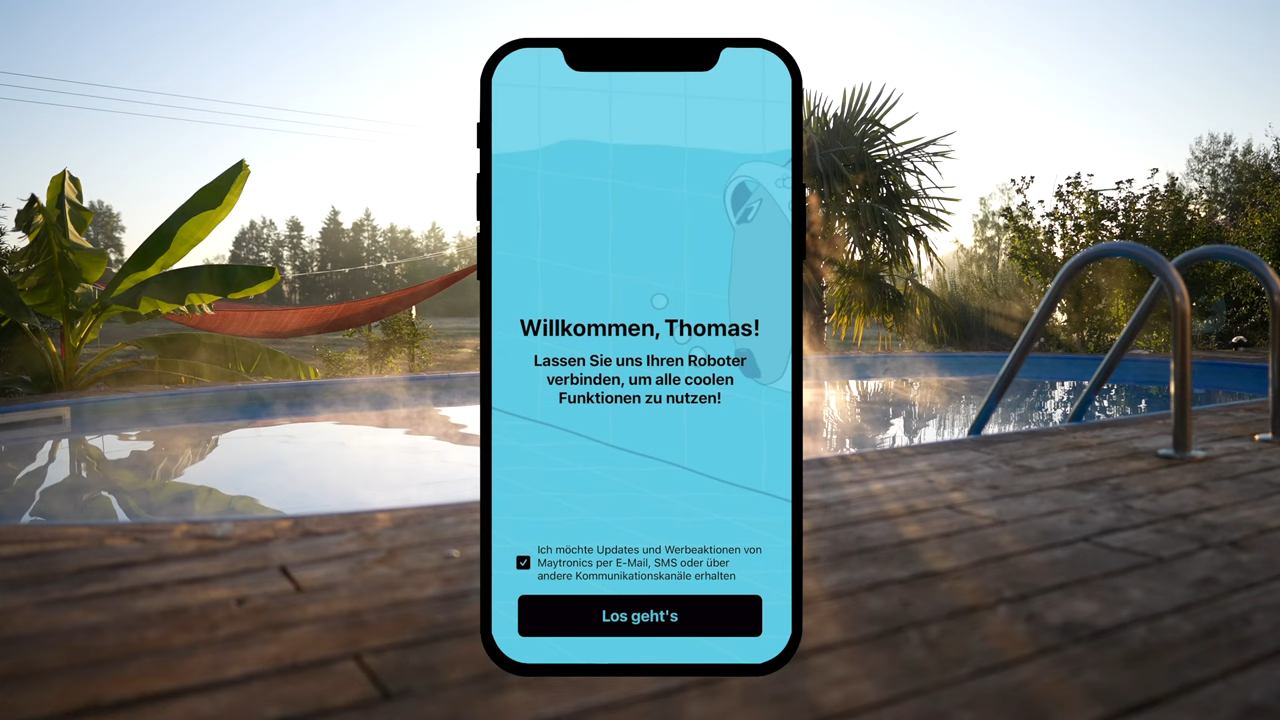 Willkommen, Thomas!
Lassen Sie uns Ihren Roboter
verbinden, um alle coolen
Funktionen zu nutzen!
Ich möchte Updates und Werbeaktionen von
Maytronics per E-Mail, SMS oder über
andere Kommunikationskanäle erhalten
Los geht's